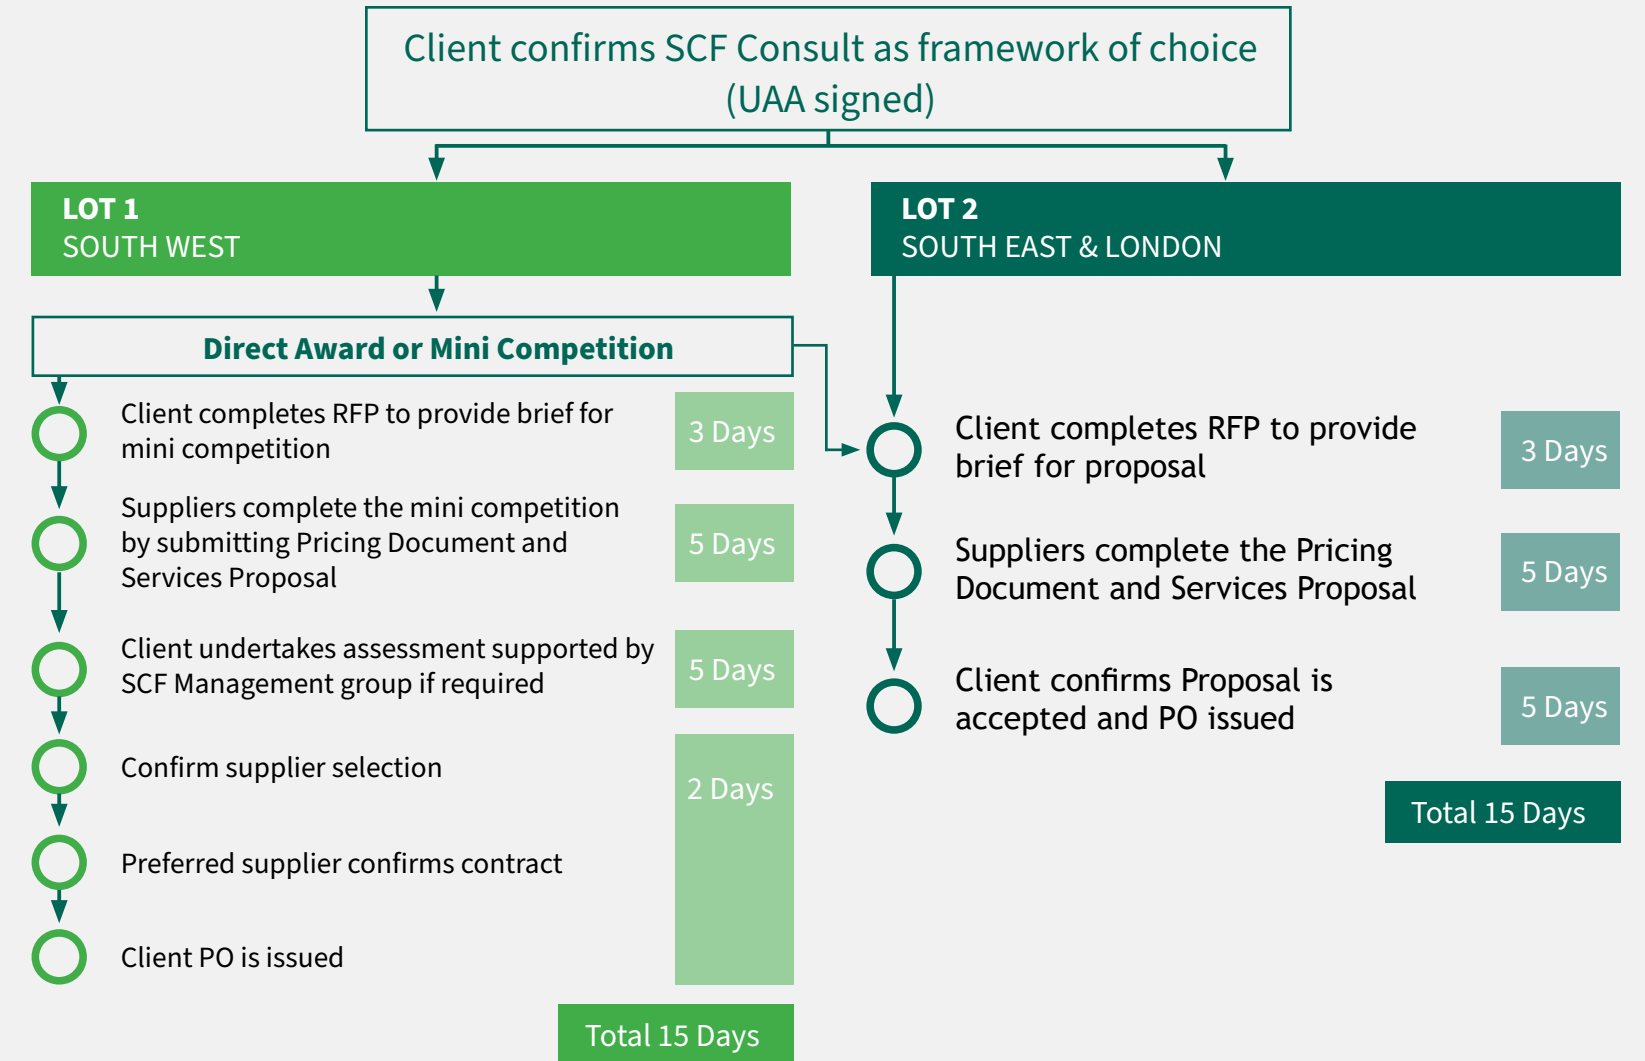 Client confirms SCF Consult as framework of choice
(UAA signed)
LOT 1
SOUTH WEST
Direct Award or Mini Competition
Client completes RFP to provide brief for
mini competition
3 Days
Suppliers complete the mini competition
by submitting Pricing Document and
Services Proposal
5 Days
Client undertakes assessment supported by
SCF Management group if required
5 Days
Confirm supplier selection
2 Days
Preferred supplier confirms contract
Client PO is issued
Total 15 Days
LOT 2
SOUTH EAST & LONDON
Client completes RFP to provide
brief for proposal
3 Days
Suppliers complete the Pricing
Document and Services Proposal
5 Days
Client confirms Proposal is
accepted and PO issued
5 Days
Total 15 Days